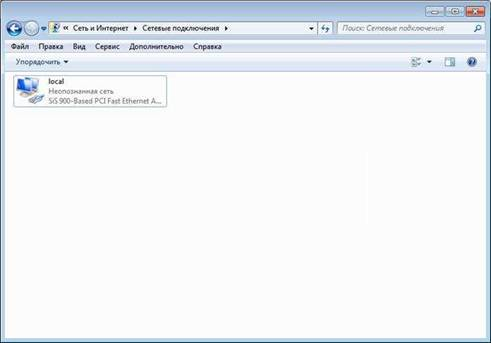 « Сеть и Интернет ▸ Сетевые подключения ▸
Поиск: Сетевые подключения
Файл Правка Вид Сервис Дополнительно Справка
Упорядочить
local
Неопознанная сеть
SiS 900-Based PCI Fast Ethernet A...